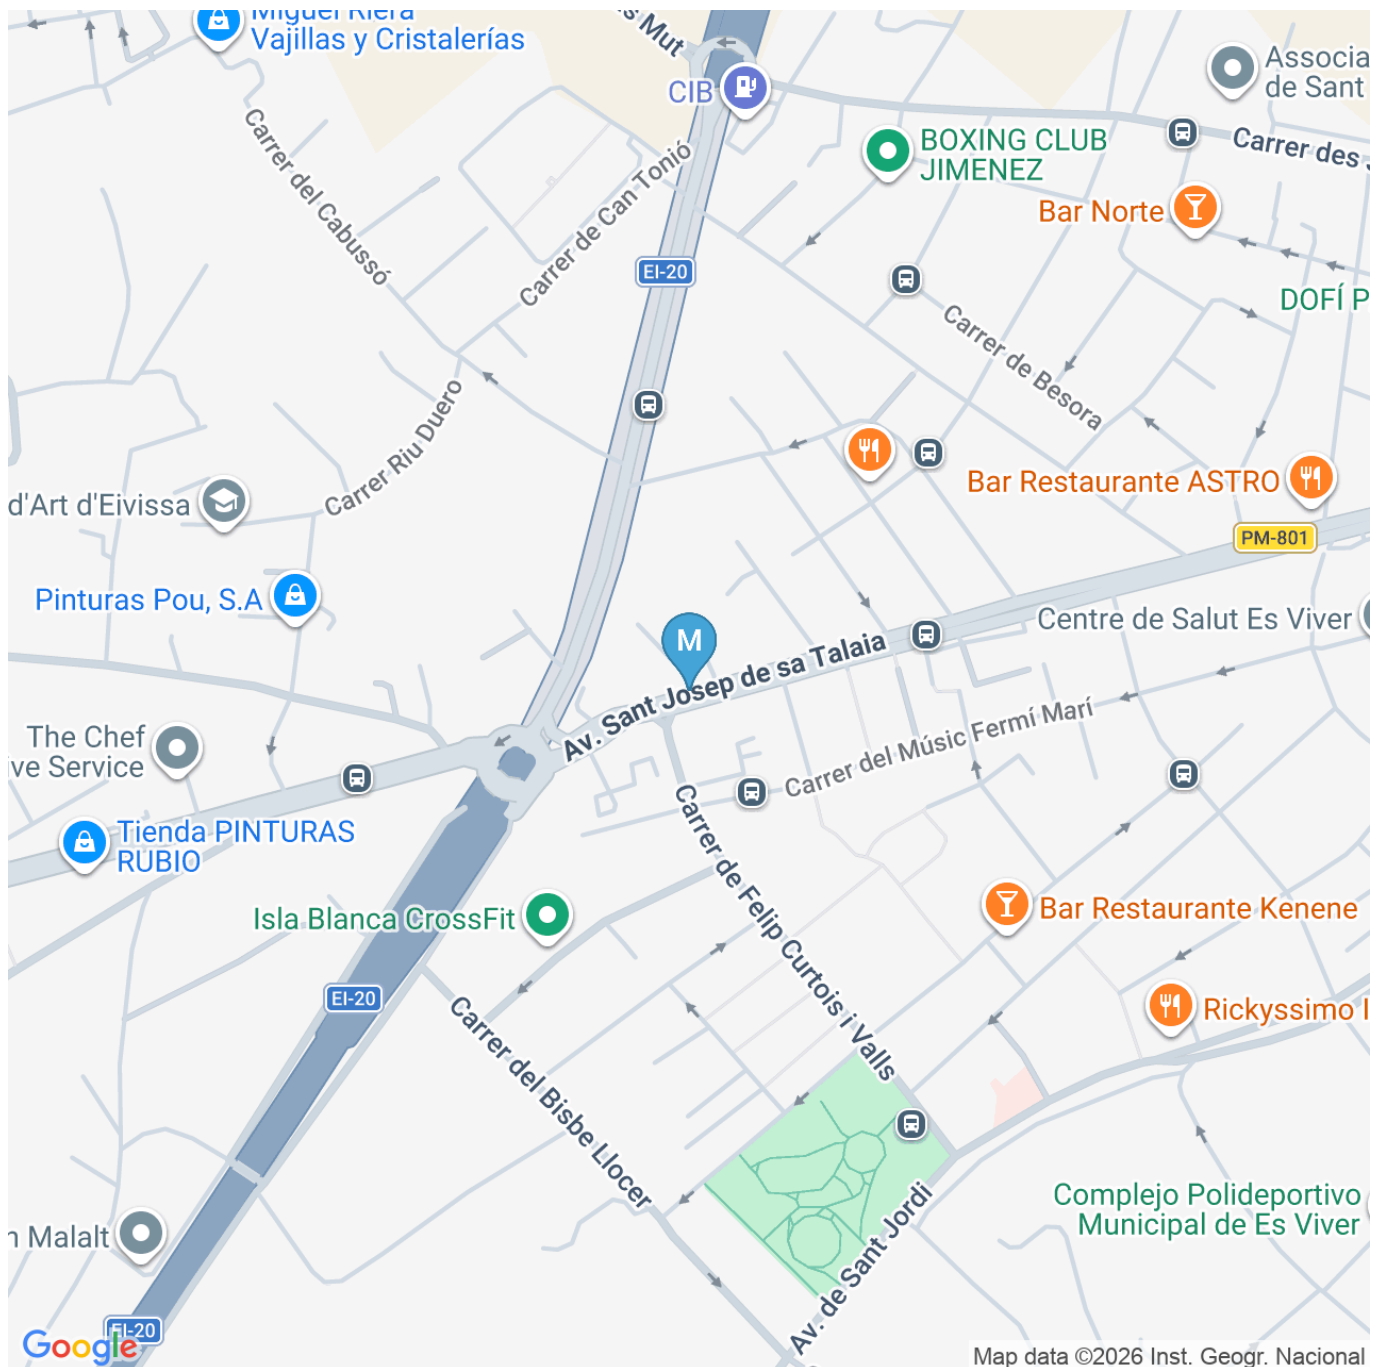 Miguel Riera
Vajillas y Cristalerías
Mut
CIB
Associa
de Sant
BOXING CLUB
JIMENEZ
Carrer des
Bar Norte
Carrer del Cabussó
Carrer de Can Tonió
EI-20
DOFÍ P
Carrer de Besora
Carrer Riu Duero
d'Art d'Eivissa
Bar Restaurante ASTRO
PM-801
Pinturas Pou, S.A
M
Centre de Salut Es Viver
Av. Sant Josep de sa Talaia
The Chef
ive Service
Carrer del Músic Fermí Marí
Tienda PINTURAS
RUBIO
Carrer de Felip Curtois i Valls
Isla Blanca CrossFit
Bar Restaurante Kenene
EI-20
Rickyssimo I
Carrer del Bisbe Llocer
Complejo Polideportivo
Municipal de Es Viver
n Malalt
Av. de Sant Jordi
EI-20
Google
Map data ©2026 Inst. Geogr. Nacional